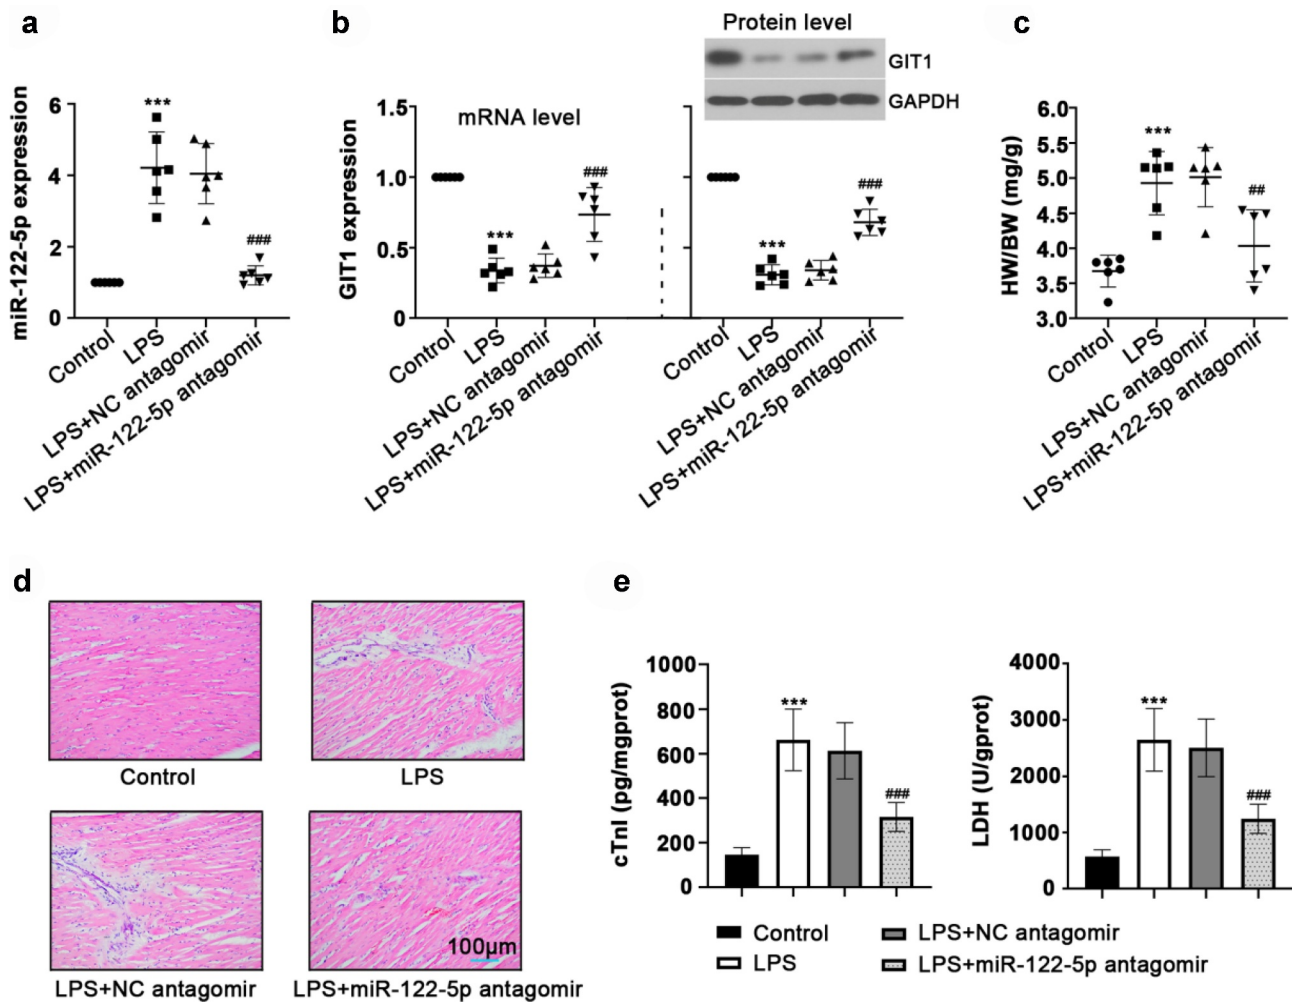 a
miR-122-5p expression
6
4
2
0
***
###
Control
LPS
LPS+NC antagomir
LPS+miR-122-5p antagomir
b
GIT1 expression
1.5
1.0
0.5
0
mRNA level
***
###
Control
LPS
LPS+NC antagomir
LPS+miR-122-5p antagomir
Protein level
GIT1
GAPDH
***
###
Control
LPS
LPS+NC antagomir
LPS+miR-122-5p antagomir
c
HW/BW (mg/g)
6.0
5.5
5.0
4.5
4.0
3.5
3.0
***
##
Control
LPS
LPS+NC antagomir
LPS+miR-122-5p antagomir
d
Control
LPS
LPS+NC antagomir
100μm
LPS+miR-122-5p antagomir
e
cTnI (pg/mgprot)
1000
800
600
400
200
0
***
###
LDH (U/gprot)
4000
3000
2000
1000
0
***
###
Control
LPS
LPS+NC antagomir
LPS+miR-122-5p antagomir